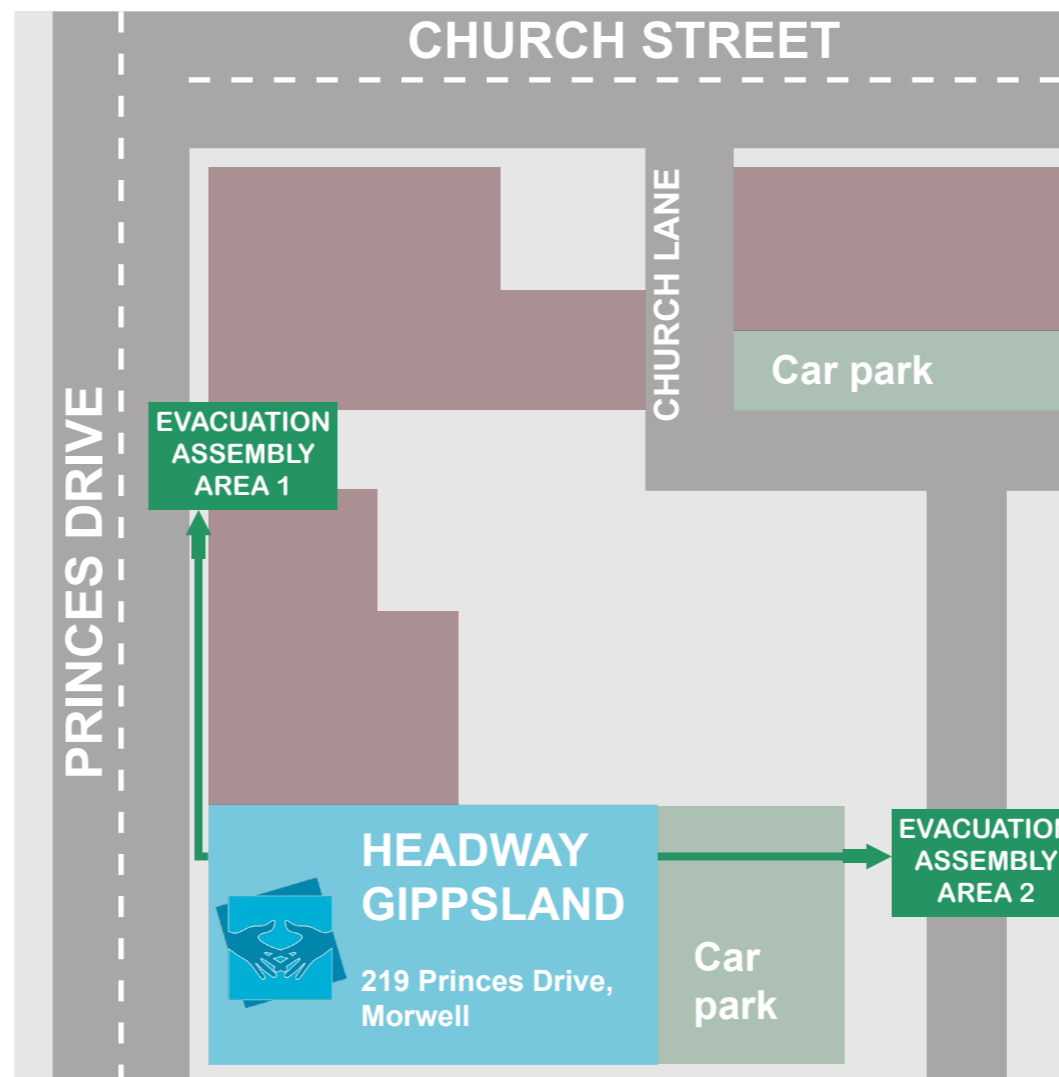 CHURCH STREET
CHURCH LANE
Car park
PRINCES DRIVE
EVACUATION
ASSEMBLY
AREA 1
HEADWAY
GIPPSLAND
219 Princes Drive,
Morwell
Car
park
EVACUATION
ASSEMBLY
AREA 2